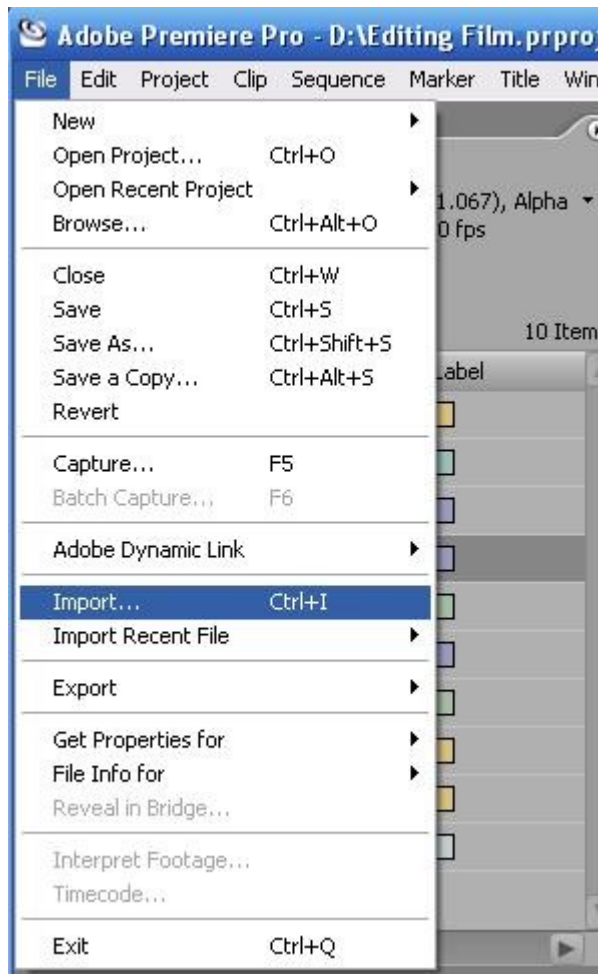 Adobe Premiere Pro - D:\Editing Film.prproj
File Edit Project Clip Sequence Marker Title Win
New
Open Project... Ctrl+O
Open Recent Project
1.067), Alpha
Browse... Ctrl+Alt+O
0 fps
Close Ctrl+W
Save Ctrl+S
Save As... Ctrl+Shift+S
10 Item
Save a Copy... Ctrl+Alt+S
Label
Revert
Capture... F5
Batch Capture... F6
Adobe Dynamic Link
Import... Ctrl+I
Import Recent File
Export
Get Properties for
File Info for
Reveal in Bridge...
Interpret Footage...
Timecode...
Exit Ctrl+Q